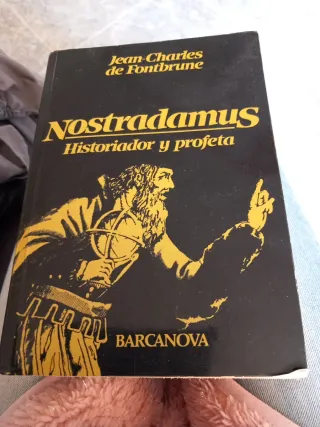 Jean-Charles
de Fontbrune
Nostradamus
Historiador y profeta
BARCANOVA